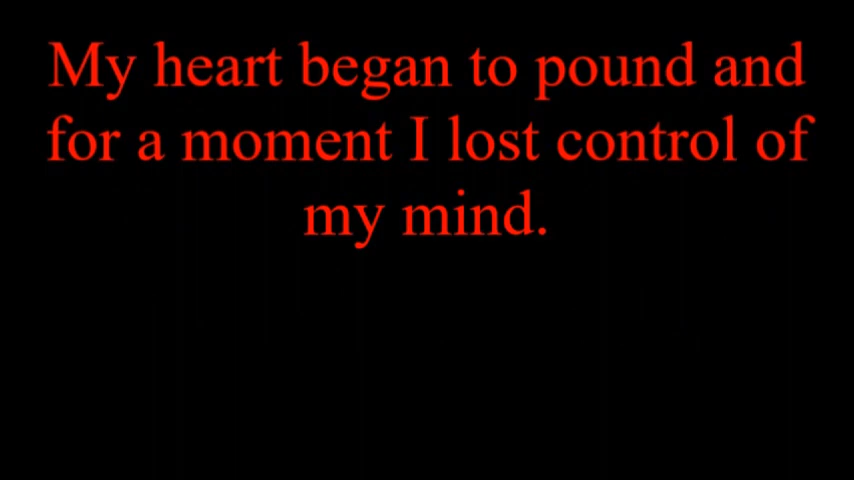 My heart began to pound and
for a moment I lost control of
my mind.